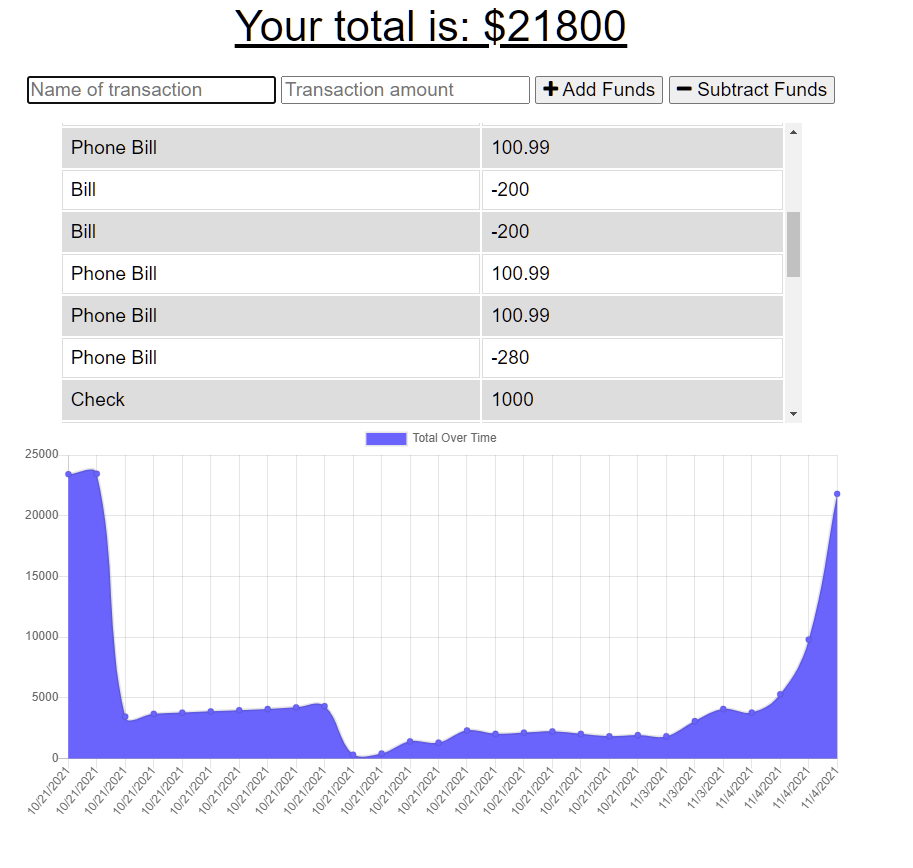 Your total is: $21800
Name of transaction Transaction amount Add Funds Subtract Funds
Phone Bill 100.99
Bill -200
Bill -200
Phone Bill 100.99
Phone Bill 100.99
Phone Bill -280
Check 1000
Total Over Time
25000
20000
15000
10000
5000
0
10/21/2021 10/21/2021 10/21/2021 10/21/2021 10/21/2021 10/21/2021 10/21/2021 10/21/2021 10/21/2021 10/21/2021 10/21/2021 10/21/2021 10/21/2021 10/21/2021 10/21/2021 10/21/2021 10/21/2021 10/21/2021 10/21/2021 10/21/2021 10/21/2021 11/3/2021 11/3/2021 11/3/2021 11/4/2021 11/4/2021 11/4/2021 11/4/2021